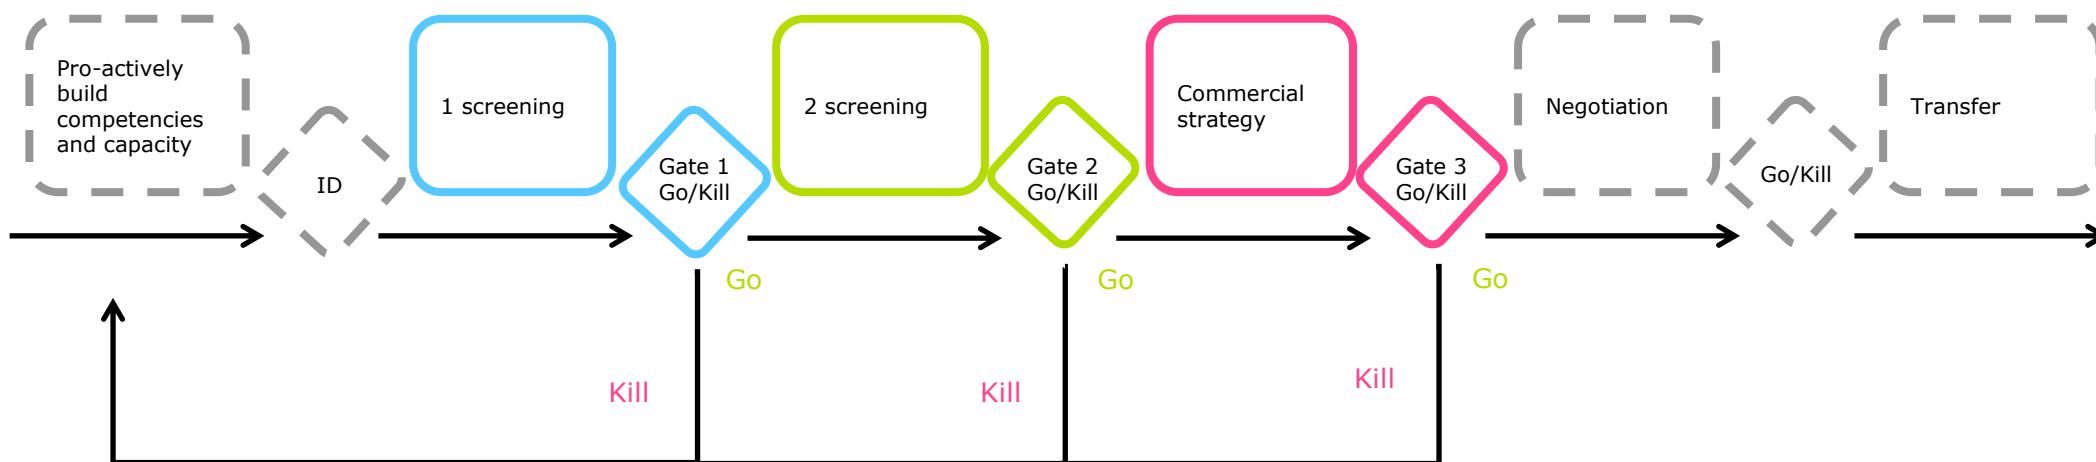 Pro-actively
build
competencies
and capacity
ID
1 screening
Gate 1
Go/Kill
2 screening
Gate 2
Go/Kill
Commercial
strategy
Gate 3
Go/Kill
Negotiation
Go/Kill
Transfer
Go
Go
Go
Kill
Kill
Kill